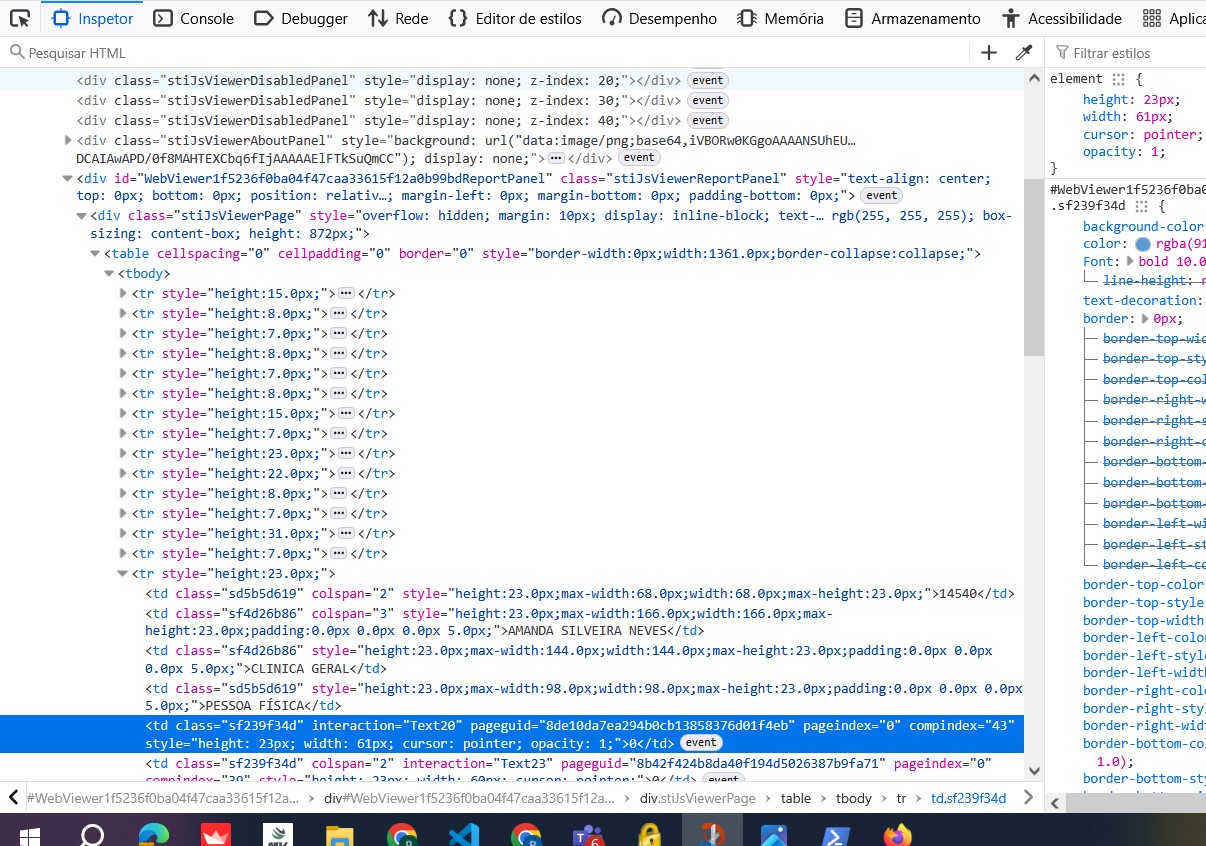 Inspetor Console Debugger Rede Editor de estilos Desempenho Memória Armazenamento Acessibilidade Aplica
Pesquisar HTML
Filtrar estilos
<div class="stiJsViewerDisabledPanel" style="display: none; z-index: 20;"></div> event
<div class="stiJsViewerDisabledPanel" style="display: none; z-index: 30;"></div> event
<div class="stiJsViewerDisabledPanel" style="display: none; z-index: 40;"></div> event
<div class="stiJsViewerAboutPanel" style="background: url("data:image/png;base64,iVBORw0KGgoAAAANSUhEU…
DCAIAwAPD/0f8MAHTEXCbq6fIjAAAAAElFTkSuQmCC"); display: none;"> ••• </div> event
<div id="WebViewer1f5236f0ba04f47caa33615f12a0b99bdReportPanel" class="stiJsViewerReportPanel" style="text-align: center;
top: 0px; bottom: 0px; position: relativ…; margin-left: 0px; margin-bottom: 0px; padding-bottom: 0px;"> event
<div class="stiJsViewerPage" style="overflow: hidden; margin: 10px; display: inline-block; text-… rgb(255, 255, 255); box-
sizing: content-box; height: 872px;">
<table cellspacing="0" cellpadding="0" border="0" style="border-width:0px;width:1361.0px;border-collapse:collapse;">
<tbody>
<tr style="height:15.0px;"> ••• </tr>
<tr style="height:8.0px;"> ••• </tr>
<tr style="height:7.0px;"> ••• </tr>
<tr style="height:8.0px;"> ••• </tr>
<tr style="height:7.0px;"> ••• </tr>
<tr style="height:8.0px;"> ••• </tr>
<tr style="height:15.0px;"> ••• </tr>
<tr style="height:7.0px;"> ••• </tr>
<tr style="height:23.0px;"> ••• </tr>
<tr style="height:22.0px;"> ••• </tr>
<tr style="height:8.0px;"> ••• </tr>
<tr style="height:7.0px;"> ••• </tr>
<tr style="height:31.0px;"> ••• </tr>
<tr style="height:7.0px;"> ••• </tr>
<tr style="height:23.0px;">
<td class="sd5b5d619" colspan="2" style="height:23.0px;max-width:68.0px;width:68.0px;max-height:23.0px;">14540</td>
<td class="sf4d26b86" colspan="3" style="height:23.0px;max-width:166.0px;width:166.0px;max-
height:23.0px;padding:0.0px 0.0px 0.0px 5.0px;">AMANDA SILVEIRA NEVES</td>
<td class="sf4d26b86" style="height:23.0px;max-width:144.0px;width:144.0px;max-height:23.0px;padding:0.0px 0.0px
0.0px 5.0px;">CLINICA GERAL</td>
<td class="sd5b5d619" style="height:23.0px;max-width:98.0px;width:98.0px;max-height:23.0px;padding:0.0px 0.0px 0.0px
5.0px;">PESSOA FÍSICA</td>
<td class="sf239f34d" interaction="Text20" pageguid="8de10da7ea294b0cb13858376d01f4eb" pageindex="0" compindex="43"
style="height: 23px; width: 61px; cursor: pointer; opacity: 1;">0</td> event
<td class="sf239f34d" colspan="2" interaction="Text23" pageguid="8b42f424b8da40f194d5026387b9fa71" pageindex="0"
compindex="39" style="height: 23px; width: 60px; cursor: pointer;">0</td> event
element {
height: 23px;
width: 61px;
cursor: pointer;
opacity: 1;
}
#WebViewer1f5236f0ba0
.sf239f34d {
background-color
color: rgba(91
Font: bold 10.0
line-height: n
text-decoration:
border: 0px;
border-top-wid
border-top-sty
border-top-col
border-right-w
border-right-s
border-right-c
border-bottom-
border-bottom-
border-bottom-
border-left-wi
border-left-st
border-left-co
border-top-color
border-top-style
border-top-width
border-left-colo
border-left-style
border-left-width
border-right-colo
border-right-sty
border-right-widt
border-bottom-co
1.0);
border-bottom-sty
#WebViewer1f5236f0ba04f47caa33615f12a… div#WebViewer1f5236f0ba04f47caa33615f12a… div.stiJsViewerPage table tbody tr td.sf239f34d
6